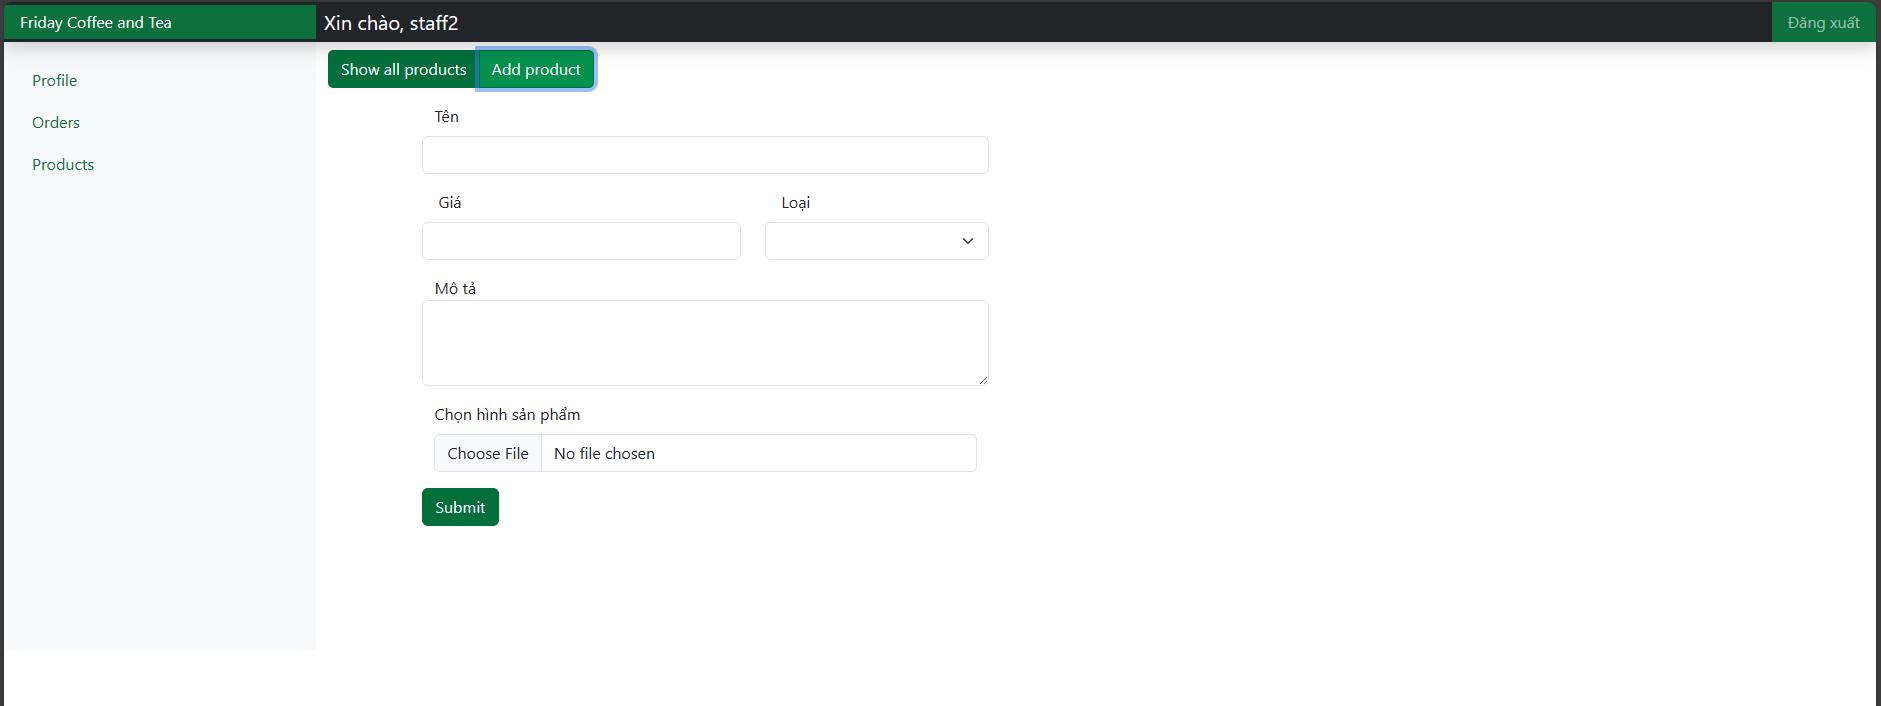 Friday Coffee and Tea
Xin chào, staff2
Đăng xuất
Profile
Orders
Products
Show all products
Add product
Tên
Giá
Loại
Mô tả
Chọn hình sản phẩm
Choose File
No file chosen
Submit